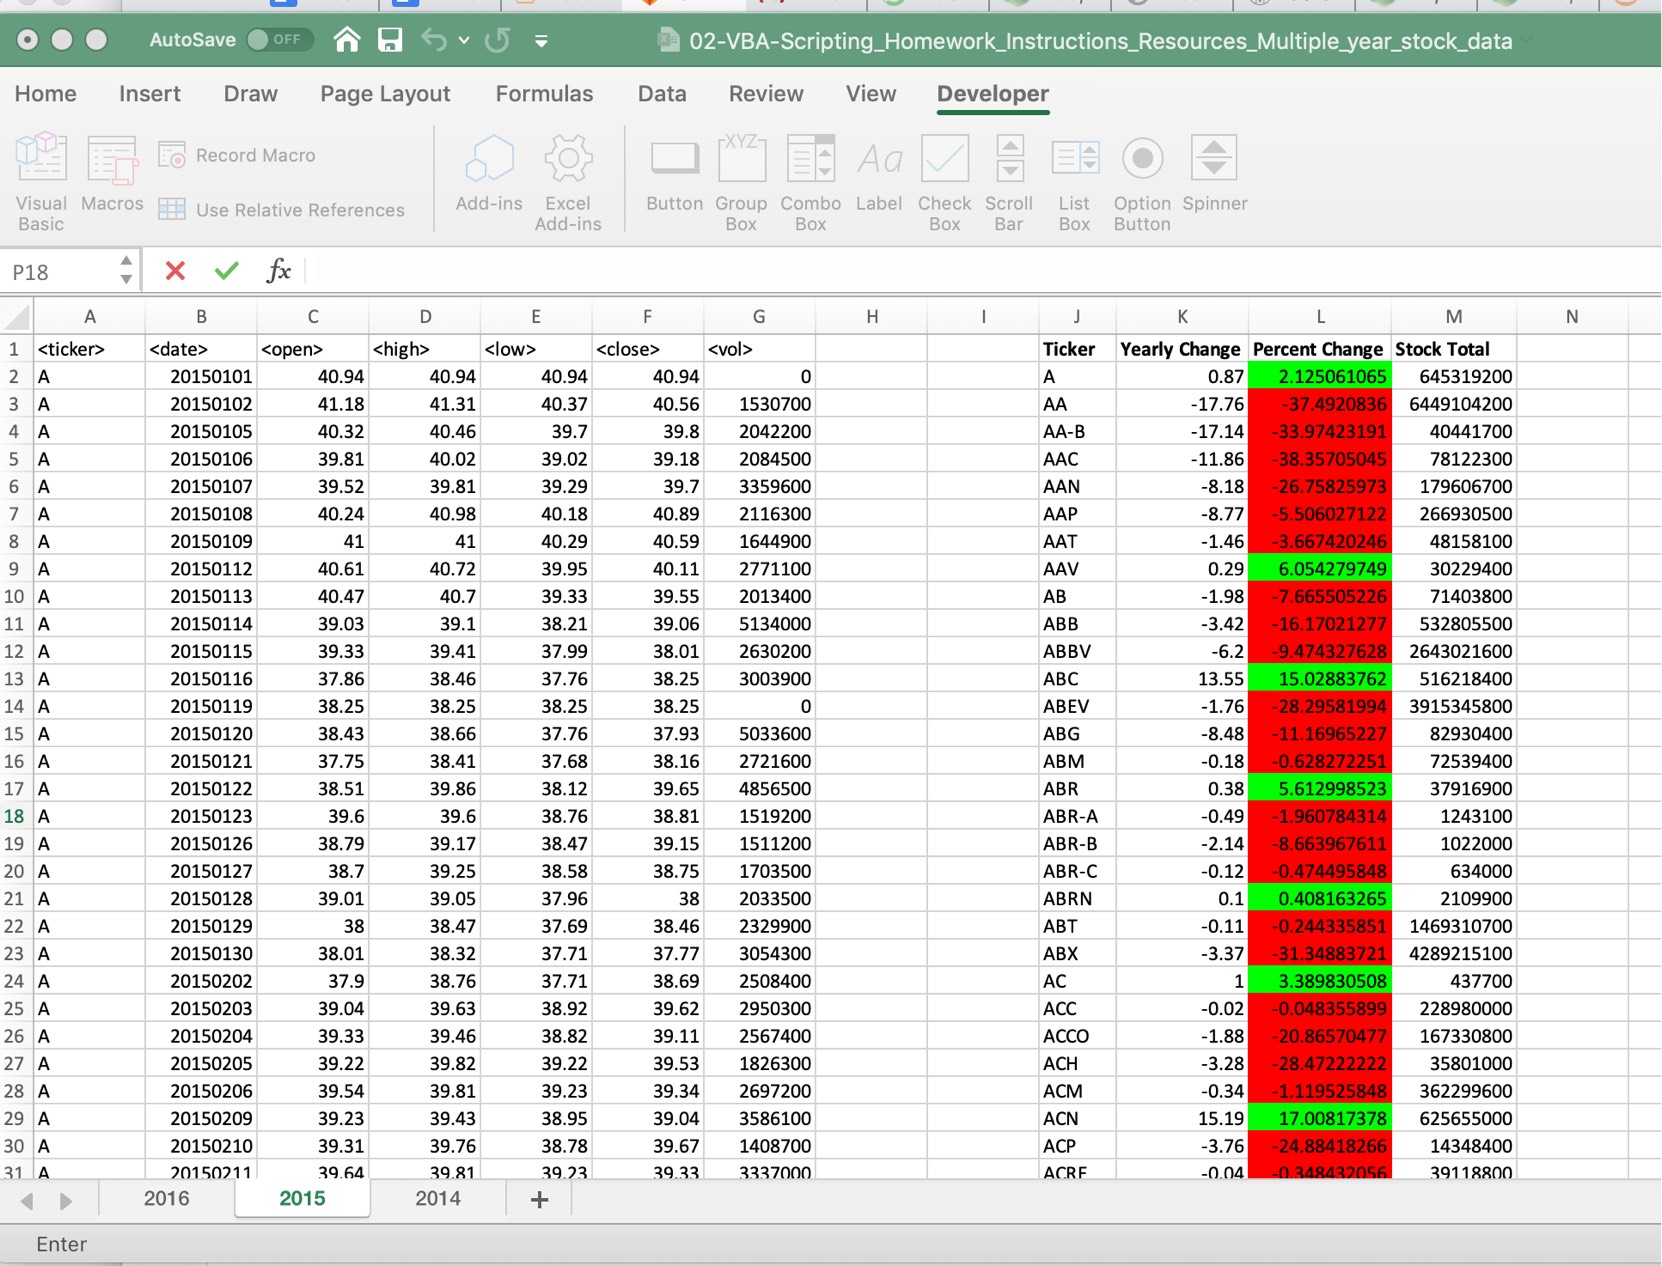 AutoSave OFF 02-VBA-Scripting_Homework_Instructions_Resources_Multiple_year_stock_data
Home Insert Draw Page Layout Formulas Data Review View Developer
Visual Basic Macros Record Macro Use Relative References Add-ins Excel Add-ins Button XYZ Group Box Combo Box Aa Label Check Box Scroll Bar List Box Option Button Spinner
P18 fx
A B C D E F G H I J K L M N
1 <ticker> <date> <open> <high> <low> <close> <vol> Ticker Yearly Change Percent Change Stock Total
2 A 20150101 40.94 40.94 40.94 40.94 0 A 0.87 2.125061065 645319200
3 A 20150102 41.18 41.31 40.37 40.56 1530700 AA -17.76 -37.4920836 6449104200
4 A 20150105 40.32 40.46 39.7 39.8 2042200 AA-B -17.14 -33.97423191 40441700
5 A 20150106 39.81 40.02 39.02 39.18 2084500 AAC -11.86 -38.35705045 78122300
6 A 20150107 39.52 39.81 39.29 39.7 3359600 AAN -8.18 -26.75825973 179606700
7 A 20150108 40.24 40.98 40.18 40.89 2116300 AAP -8.77 -5.506027122 266930500
8 A 20150109 41 41 40.29 40.59 1644900 AAT -1.46 -3.667420246 48158100
9 A 20150112 40.61 40.72 39.95 40.11 2771100 AAV 0.29 6.054279749 30229400
10 A 20150113 40.47 40.7 39.33 39.55 2013400 AB -1.98 -7.665505226 71403800
11 A 20150114 39.03 39.1 38.21 39.06 5134000 ABB -3.42 -16.17021277 532805500
12 A 20150115 39.33 39.41 37.99 38.01 2630200 ABBV -6.2 -9.474327628 2643021600
13 A 20150116 37.86 38.46 37.76 38.25 3003900 ABC 13.55 15.02883762 516218400
14 A 20150119 38.25 38.25 38.25 38.25 0 ABEV -1.76 -28.29581994 3915345800
15 A 20150120 38.43 38.66 37.76 37.93 5033600 ABG -8.48 -11.16965227 82930400
16 A 20150121 37.75 38.41 37.68 38.16 2721600 ABM -0.18 -0.628272251 72539400
17 A 20150122 38.51 39.86 38.12 39.65 4856500 ABR 0.38 5.612998523 37916900
18 A 20150123 39.6 39.6 38.76 38.81 1519200 ABR-A -0.49 -1.960784314 1243100
19 A 20150126 38.79 39.17 38.47 39.15 1511200 ABR-B -2.14 -8.663967611 1022000
20 A 20150127 38.7 39.25 38.58 38.75 1703500 ABR-C -0.12 -0.474495848 634000
21 A 20150128 39.01 39.05 37.96 38 2033500 ABRN 0.1 0.408163265 2109900
22 A 20150129 38 38.47 37.69 38.46 2329900 ABT -0.11 -0.244335851 1469310700
23 A 20150130 38.01 38.32 37.71 37.77 3054300 ABX -3.37 -31.34883721 4289215100
24 A 20150202 37.9 38.76 37.71 38.69 2508400 AC 1 3.389830508 437700
25 A 20150203 39.04 39.63 38.92 39.62 2950300 ACC -0.02 -0.048355899 228980000
26 A 20150204 39.33 39.46 38.82 39.11 2567400 ACCO -1.88 -20.86570477 167330800
27 A 20150205 39.22 39.82 39.22 39.53 1826300 ACH -3.28 -28.47222222 35801000
28 A 20150206 39.54 39.81 39.23 39.34 2697200 ACM -0.34 -1.119525848 362299600
29 A 20150209 39.23 39.43 38.95 39.04 3586100 ACN 15.19 17.00817378 625655000
30 A 20150210 39.31 39.76 38.78 39.67 1408700 ACP -3.76 -24.88418266 14348400
31 A 20150211 39.64 39.81 39.23 39.33 3337000 ACRE -0.04 -0.348432056 39118800
2016 2015 2014 +
Enter